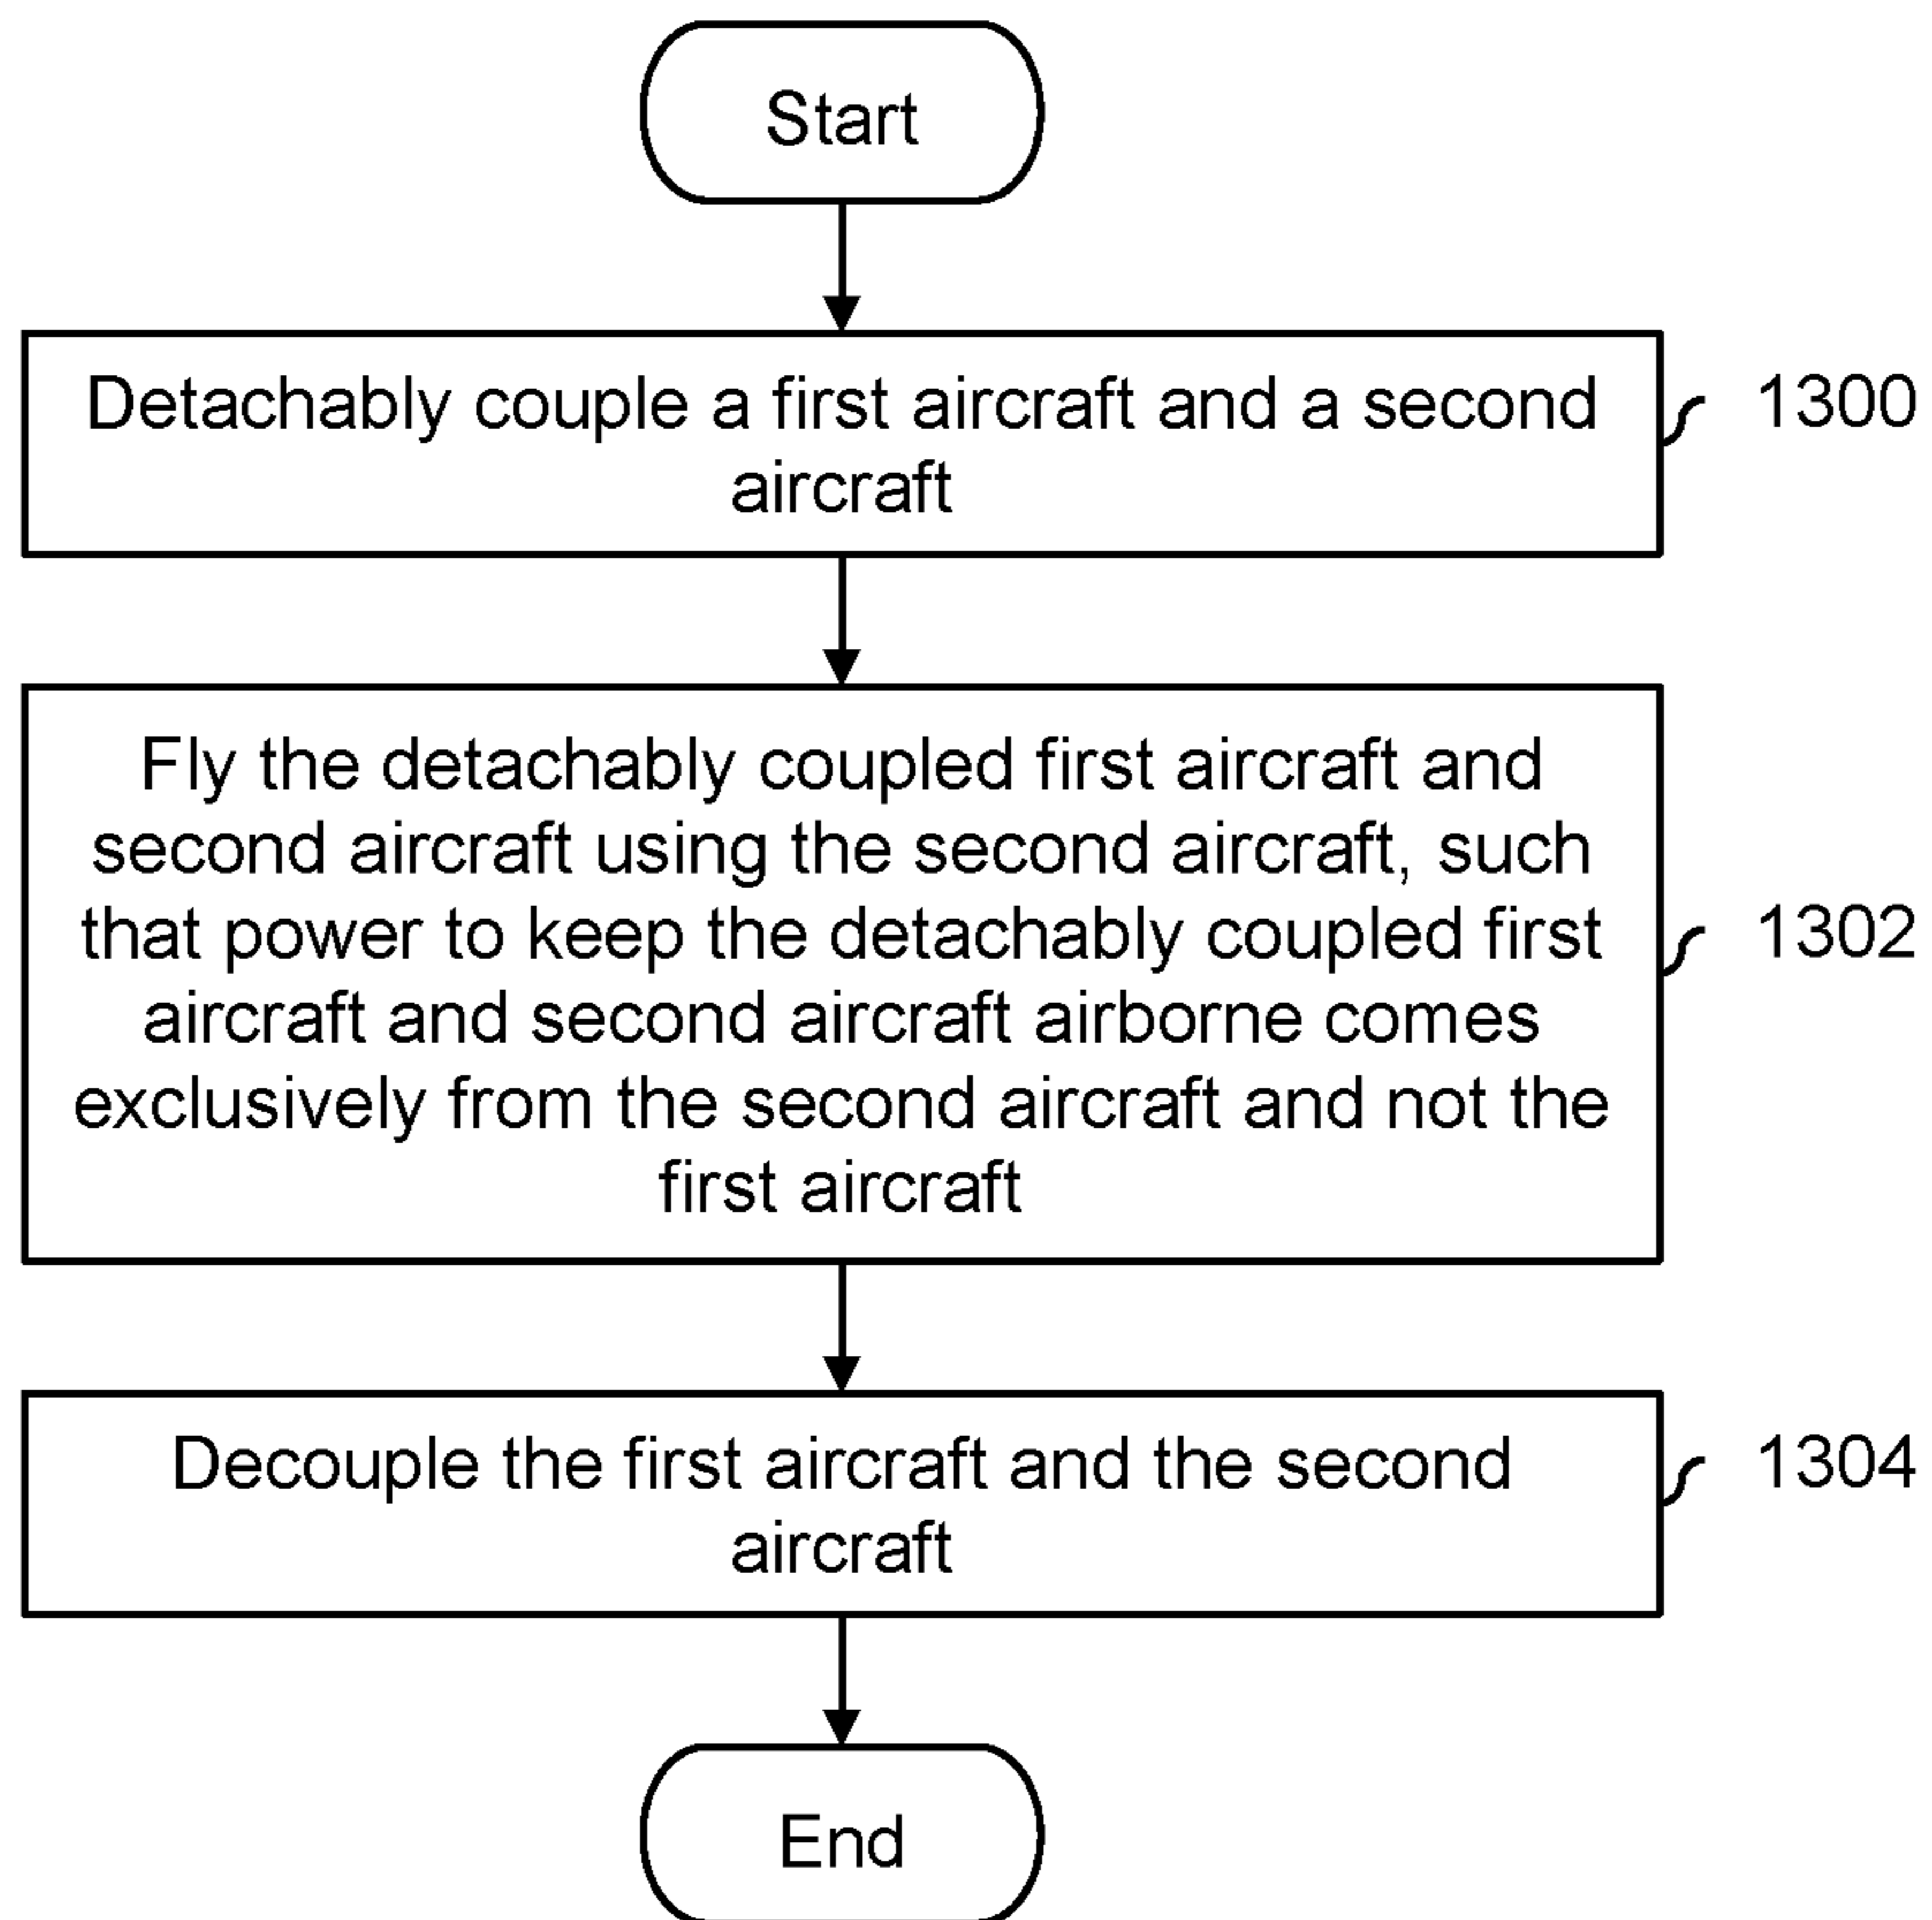 Start
Detachably couple a first aircraft and a second
aircraft
1300
Fly the detachably coupled first aircraft and
second aircraft using the second aircraft, such
that power to keep the detachably coupled first
aircraft and second aircraft airborne comes
exclusively from the second aircraft and not the
first aircraft
1302
Decouple the first aircraft and the second
aircraft
1304
End